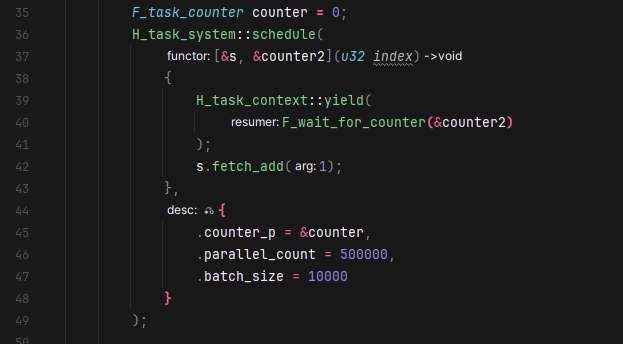 35 F_task_counter counter = 0;
36 H_task_system::schedule(
37 functor: [&s, &counter2](u32 index) ->void
38 {
39 H_task_context::yield(
40 resumer: F_wait_for_counter(&counter2)
41 );
42 s.fetch_add( arg: 1);
43 },
44 desc: {
45 .counter_p = &counter,
46 .parallel_count = 500000,
47 .batch_size = 10000
48 }
49 );
50